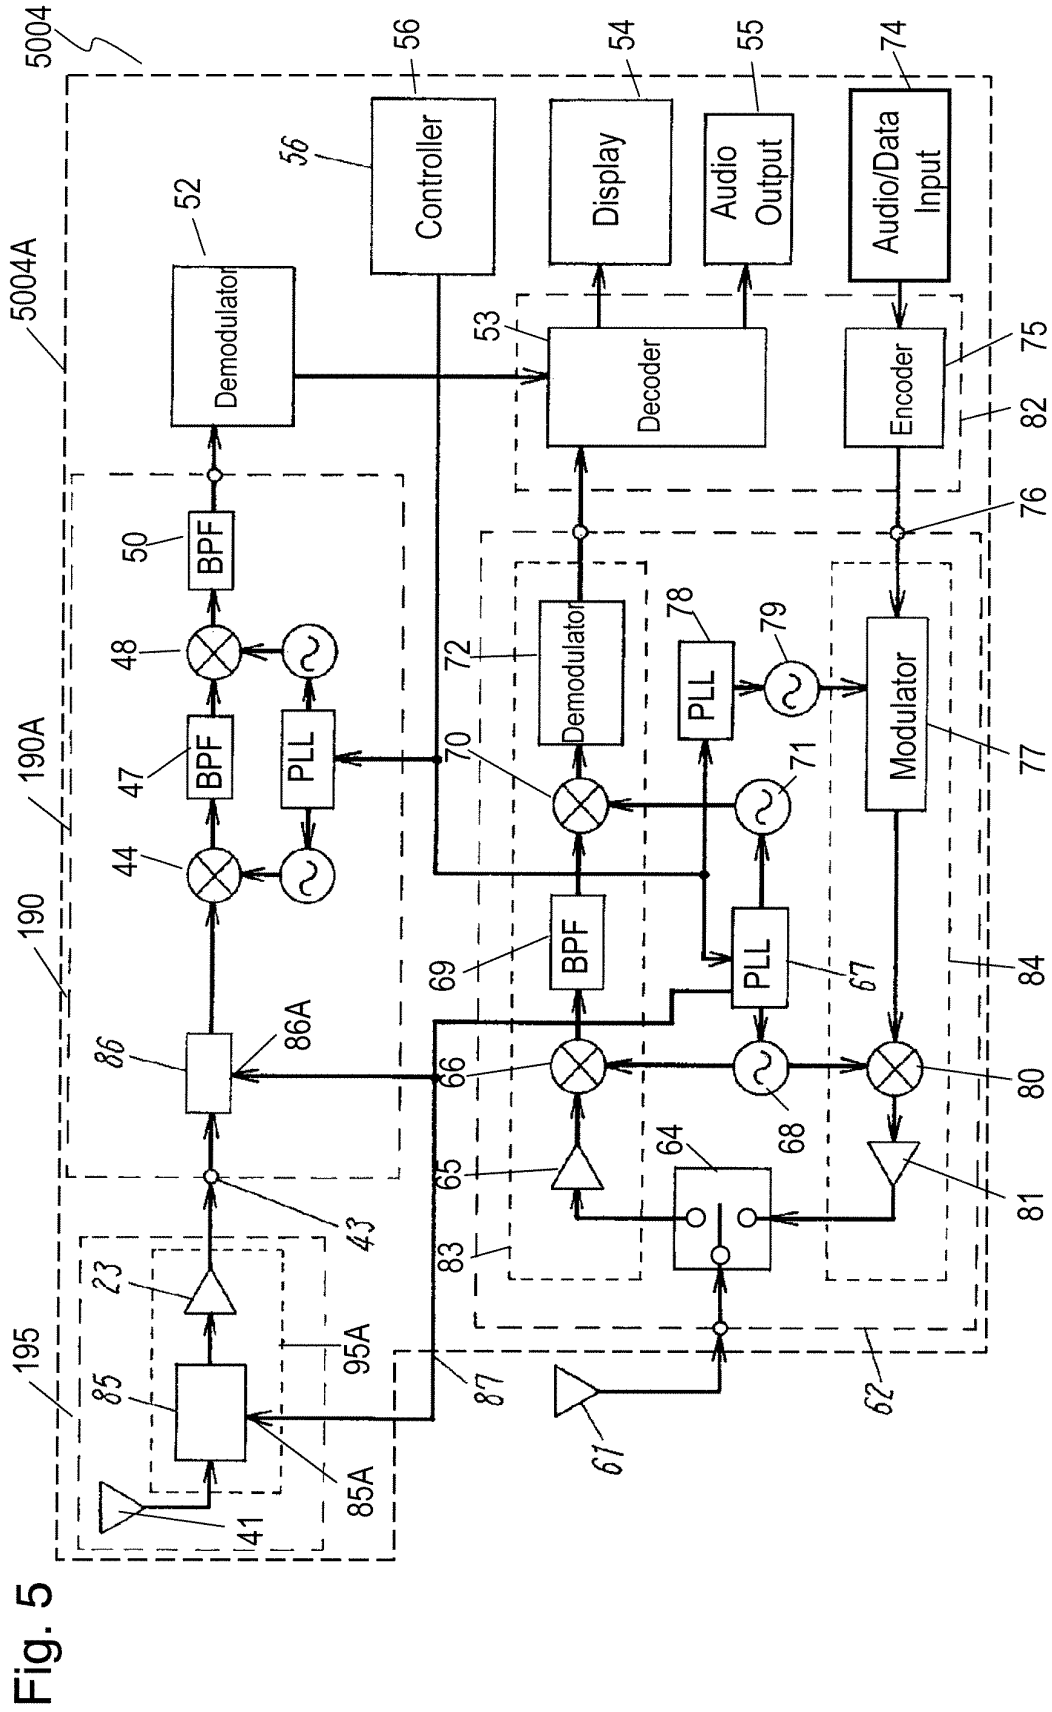 Fig. 5
5004
5004A
190A
190
195
56
56
Controller
52
Demodulator
50
BPF
48
47
BPF
PLL
44
86
86A
43
23
85
95A
85A
41
87
54
Display
55
Audio
Output
74
Audio/Data
Input
53
Decoder
75
Encoder
82
76
72
Demodulator
78
PLL
79
Modulator
77
70
71
69
BPF
PLL
67
84
66
68
80
65
64
81
83
61
62